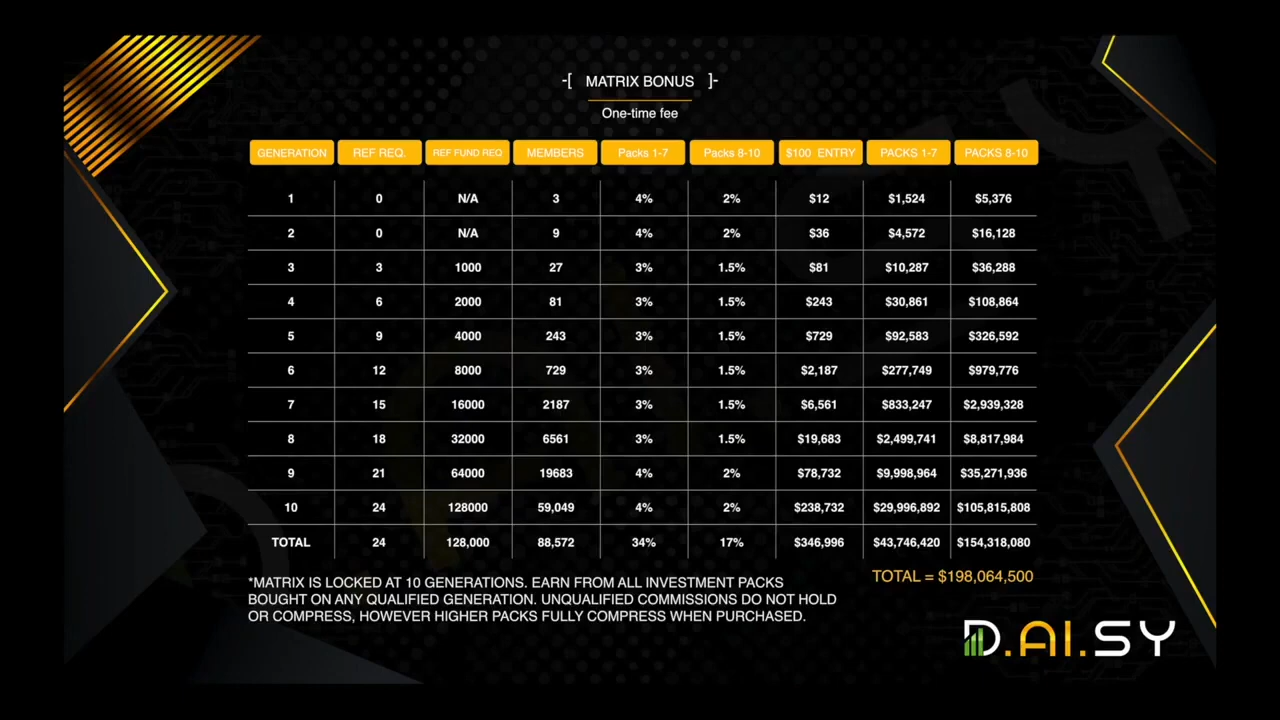 -[ MATRIX BONUS ]-
One-time fee
GENERATION REF REQ. REF FUND REQ MEMBERS Packs 1-7 Packs 8-10 $100 ENTRY PACKS 1-7 PACKS 8-10
1 0 N/A 3 4% 2% $12 $1,524 $5,376
2 0 N/A 9 4% 2% $36 $4,572 $16,128
3 3 1000 27 3% 1.5% $81 $10,287 $36,288
4 6 2000 81 3% 1.5% $243 $30,861 $108,864
5 9 4000 243 3% 1.5% $729 $92,583 $326,592
6 12 8000 729 3% 1.5% $2,187 $277,749 $979,776
7 15 16000 2187 3% 1.5% $6,561 $833,247 $2,939,328
8 18 32000 6561 3% 1.5% $19,683 $2,499,741 $8,817,984
9 21 64000 19683 4% 2% $78,732 $9,998,964 $35,271,936
10 24 128000 59,049 4% 2% $238,732 $29,996,892 $105,815,808
TOTAL 24 128,000 88,572 34% 17% $346,996 $43,746,420 $154,318,080
TOTAL = $198,064,500
*MATRIX IS LOCKED AT 10 GENERATIONS. EARN FROM ALL INVESTMENT PACKS
BOUGHT ON ANY QUALIFIED GENERATION. UNQUALIFIED COMMISSIONS DO NOT HOLD
OR COMPRESS, HOWEVER HIGHER PACKS FULLY COMPRESS WHEN PURCHASED.
D.AI.SY